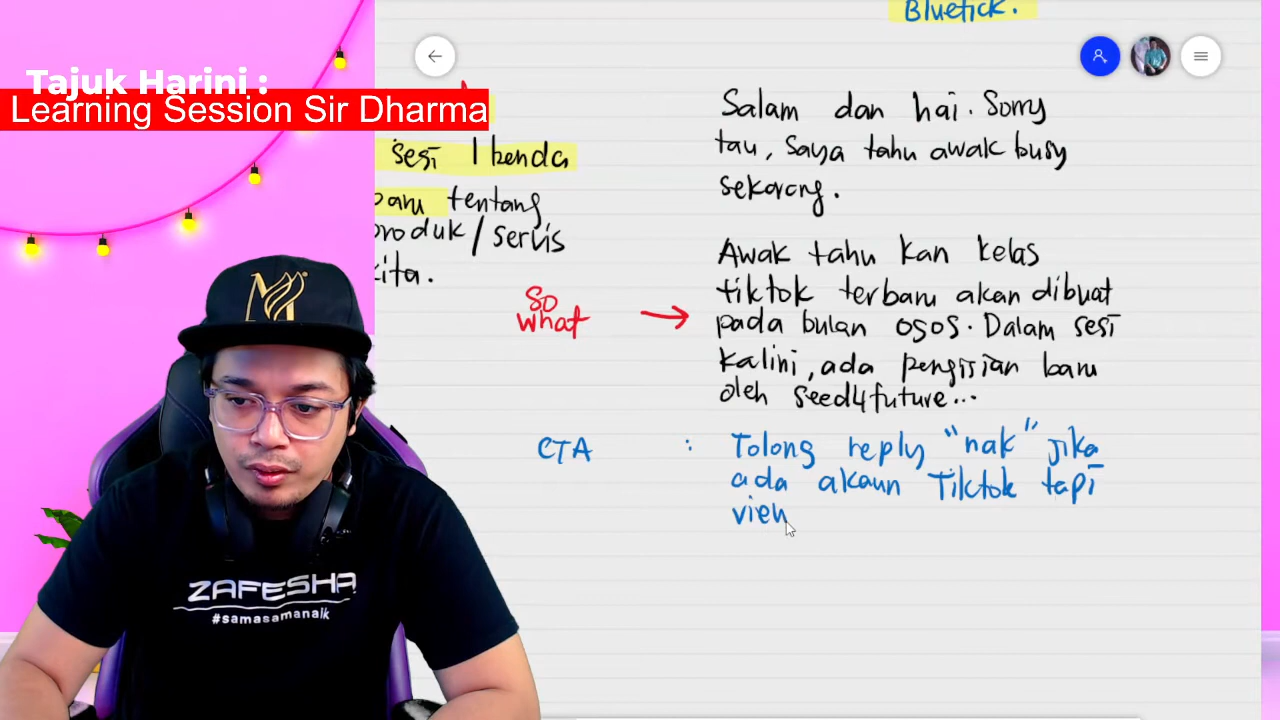 Bluetick.
Tajuk Harini :
Learning Session Sir Dharma
sesi 1 benda
baru tentang
produk / servis
kita.
So
what
Salam dan hai. Sorry
tau, Saya tahu awak busy
sekarang.
Awak tahu kan kelas
tiktok terbaru akan dibuat
pada bulan ogos. Dalam sesi
kalini, ada pengisian baru
oleh seed4future...
CTA : Tolong reply "nak" jika
ada akaun Tiktok tapi
view
ZAFESHA
#samasamanaik